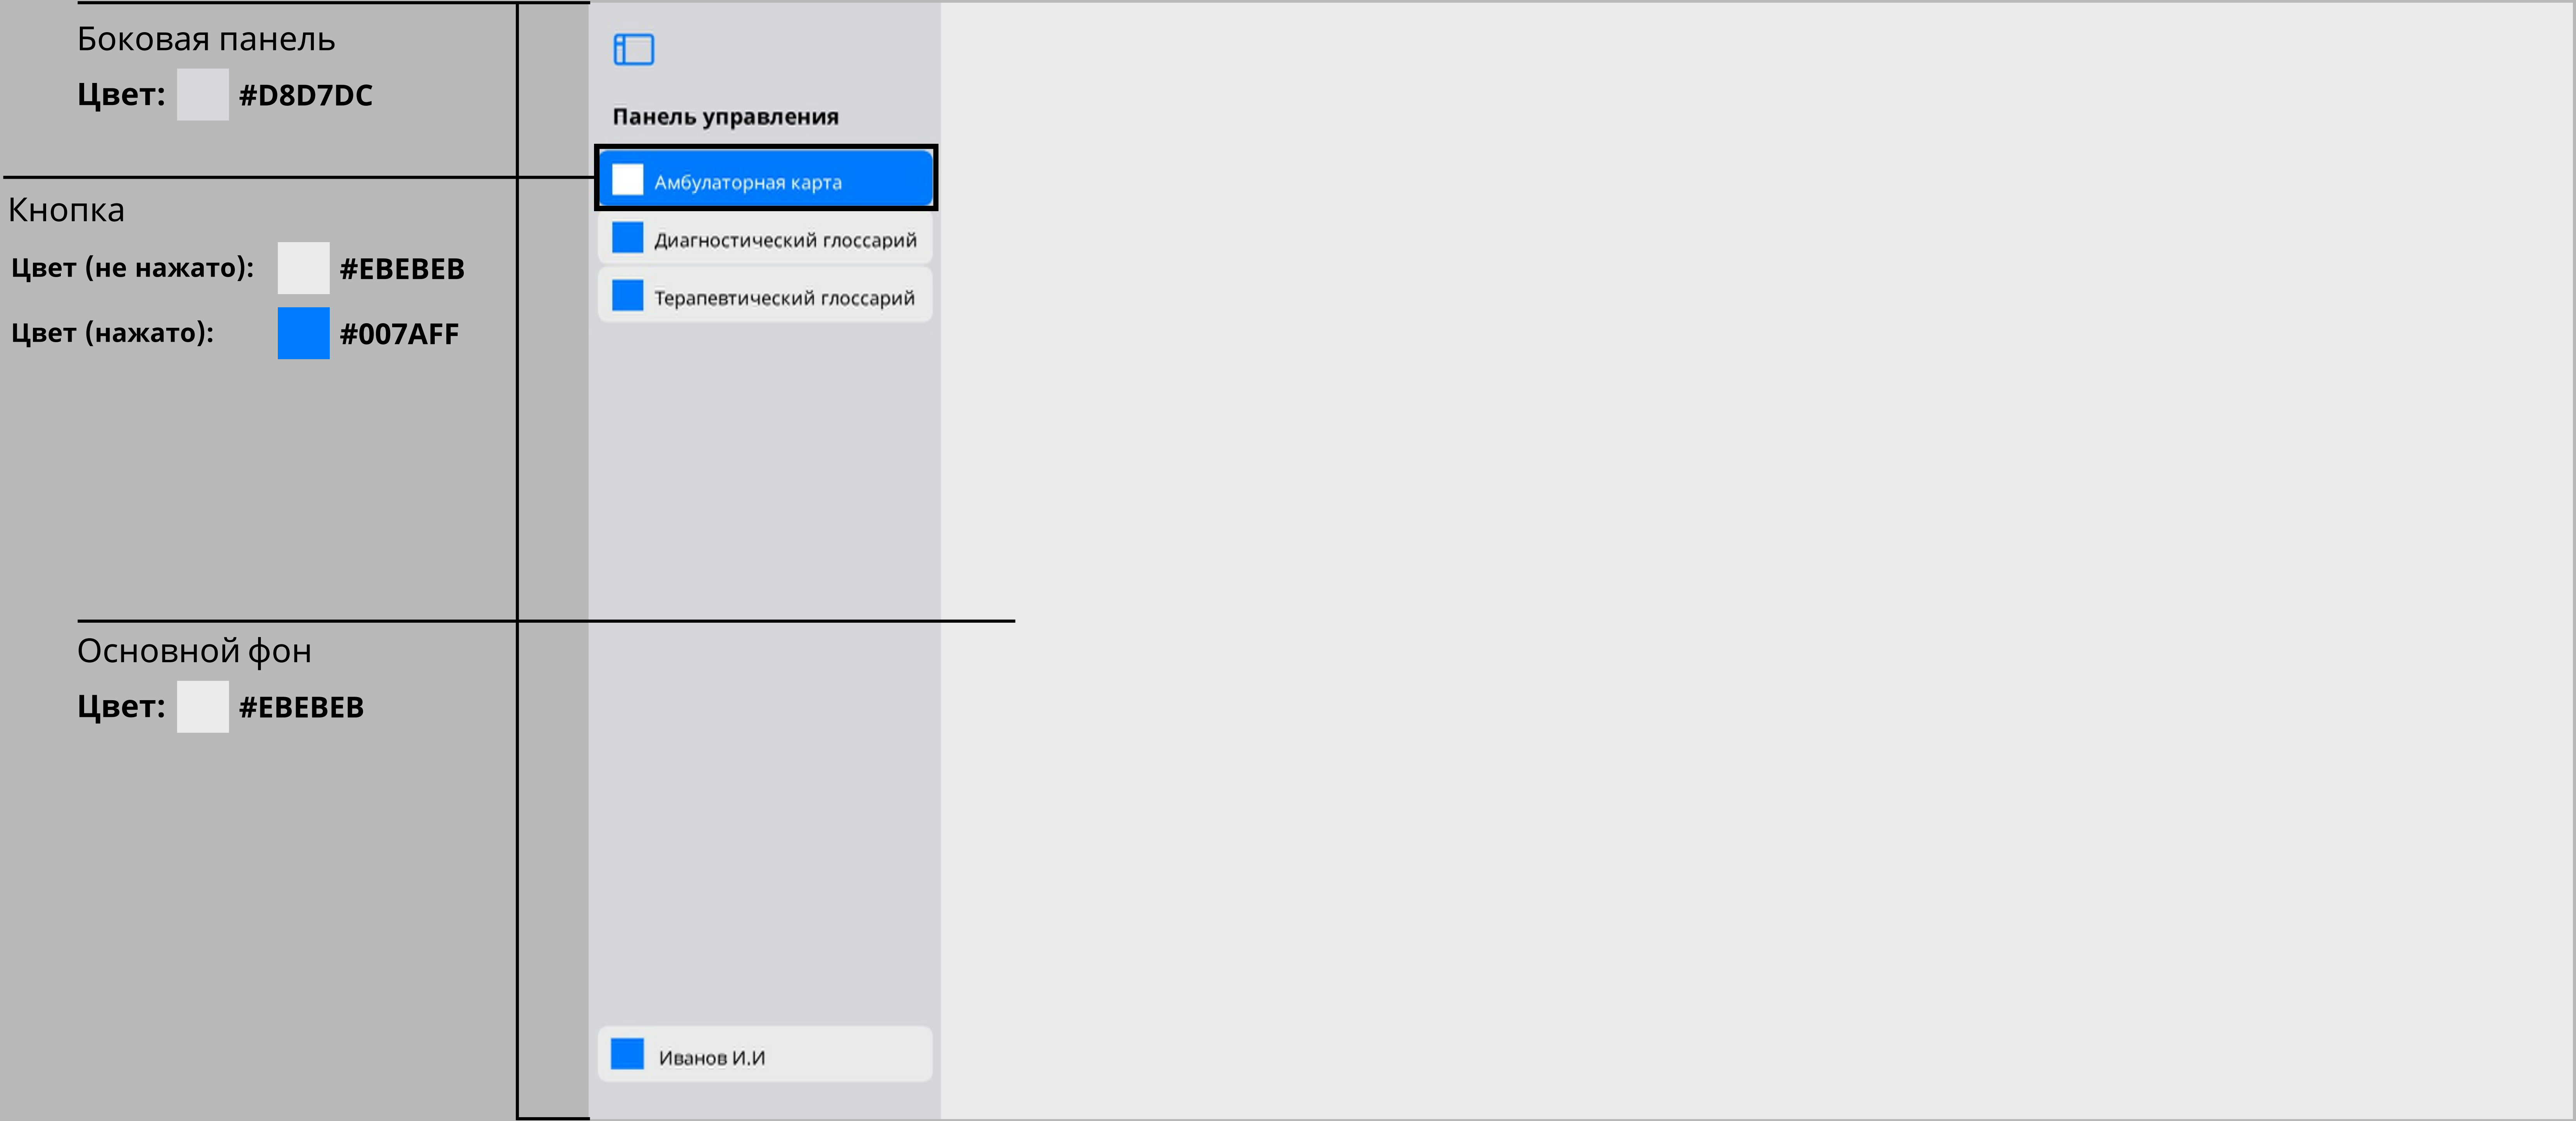 Боковая панель
Цвет: #D8D7DC
Кнопка
Цвет (не нажато): #EBEBEB
Цвет (нажато): #007AFF
Основной фон
Цвет: #EBEBEB
Панель управления
Амбулаторная карта
Диагностический глоссарий
Терапевтический глоссарий
Иванов И.И